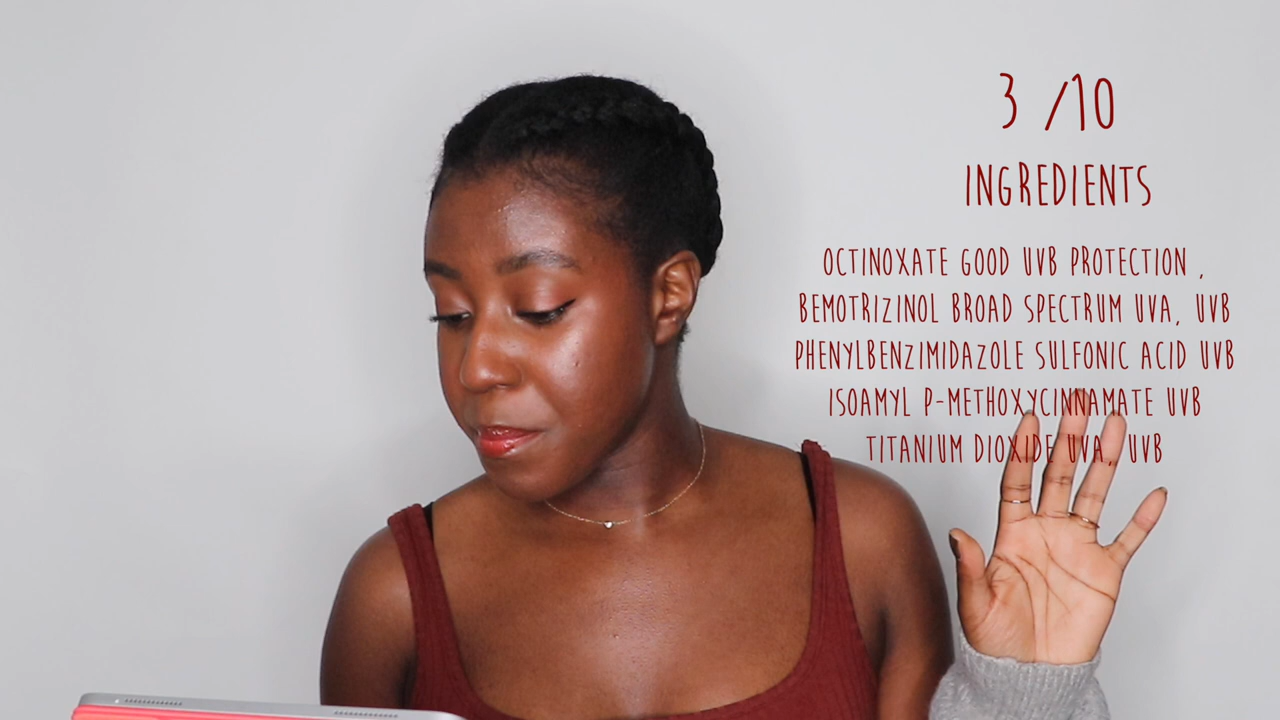 3 /10
INGREDIENTS
OCTINOXATE GOOD UVB PROTECTION ,
BEMOTRIZINOL BROAD SPECTRUM UVA, UVB
PHENYLBENZIMIDAZOLE SULFONIC ACID UVB
ISOAMYL P-METHOXYCINNAMATE UVB
TITANIUM DIOXIDE UVA, UVB